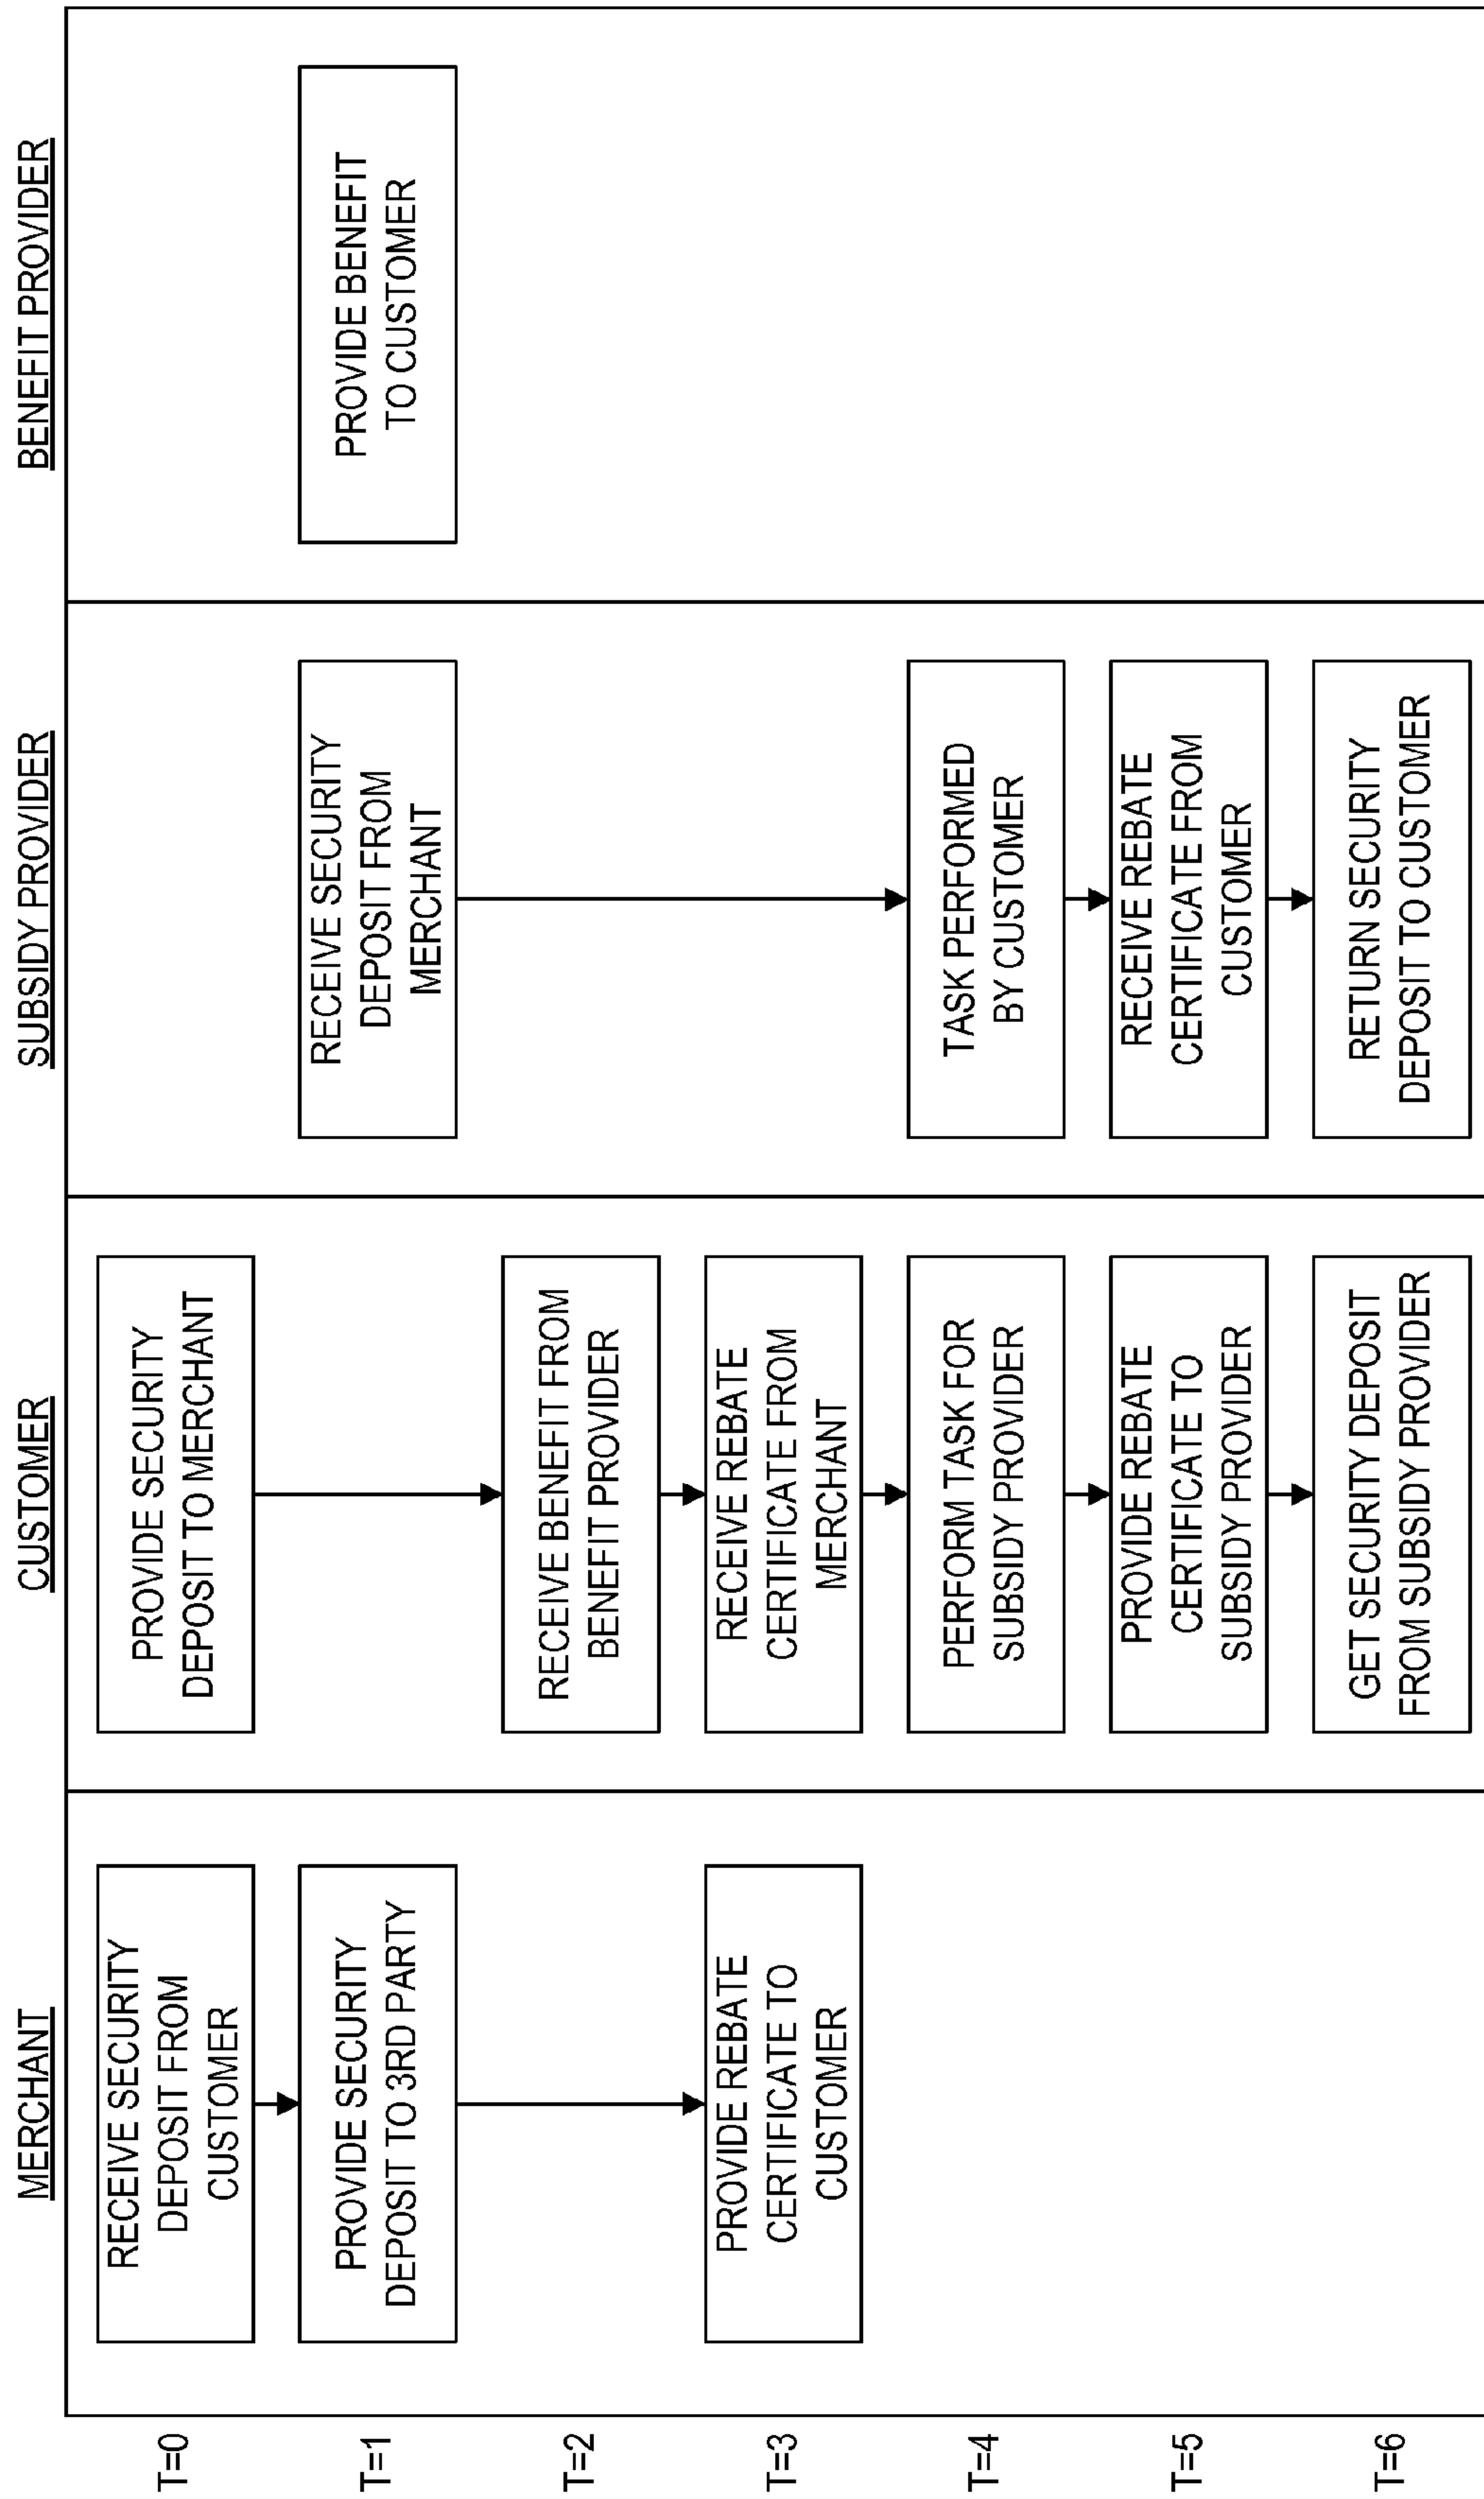 MERCHANT
CUSTOMER
SUBSIDY PROVIDER
BENEFIT PROVIDER
T=0
RECEIVE SECURITY
DEPOSIT FROM
CUSTOMER
PROVIDE SECURITY
DEPOSIT TO MERCHANT
T=1
PROVIDE SECURITY
DEPOSIT TO 3RD PARTY
RECEIVE SECURITY
DEPOSIT FROM
MERCHANT
PROVIDE BENEFIT
TO CUSTOMER
T=2
RECEIVE BENEFIT FROM
BENEFIT PROVIDER
T=3
PROVIDE REBATE
CERTIFICATE TO
CUSTOMER
RECEIVE REBATE
CERTIFICATE FROM
MERCHANT
T=4
PERFORM TASK FOR
SUBSIDY PROVIDER
TASK PERFORMED
BY CUSTOMER
T=5
PROVIDE REBATE
CERTIFICATE TO
SUBSIDY PROVIDER
RECEIVE REBATE
CERTIFICATE FROM
CUSTOMER
T=6
GET SECURITY DEPOSIT
FROM SUBSIDY PROVIDER
RETURN SECURITY
DEPOSIT TO CUSTOMER